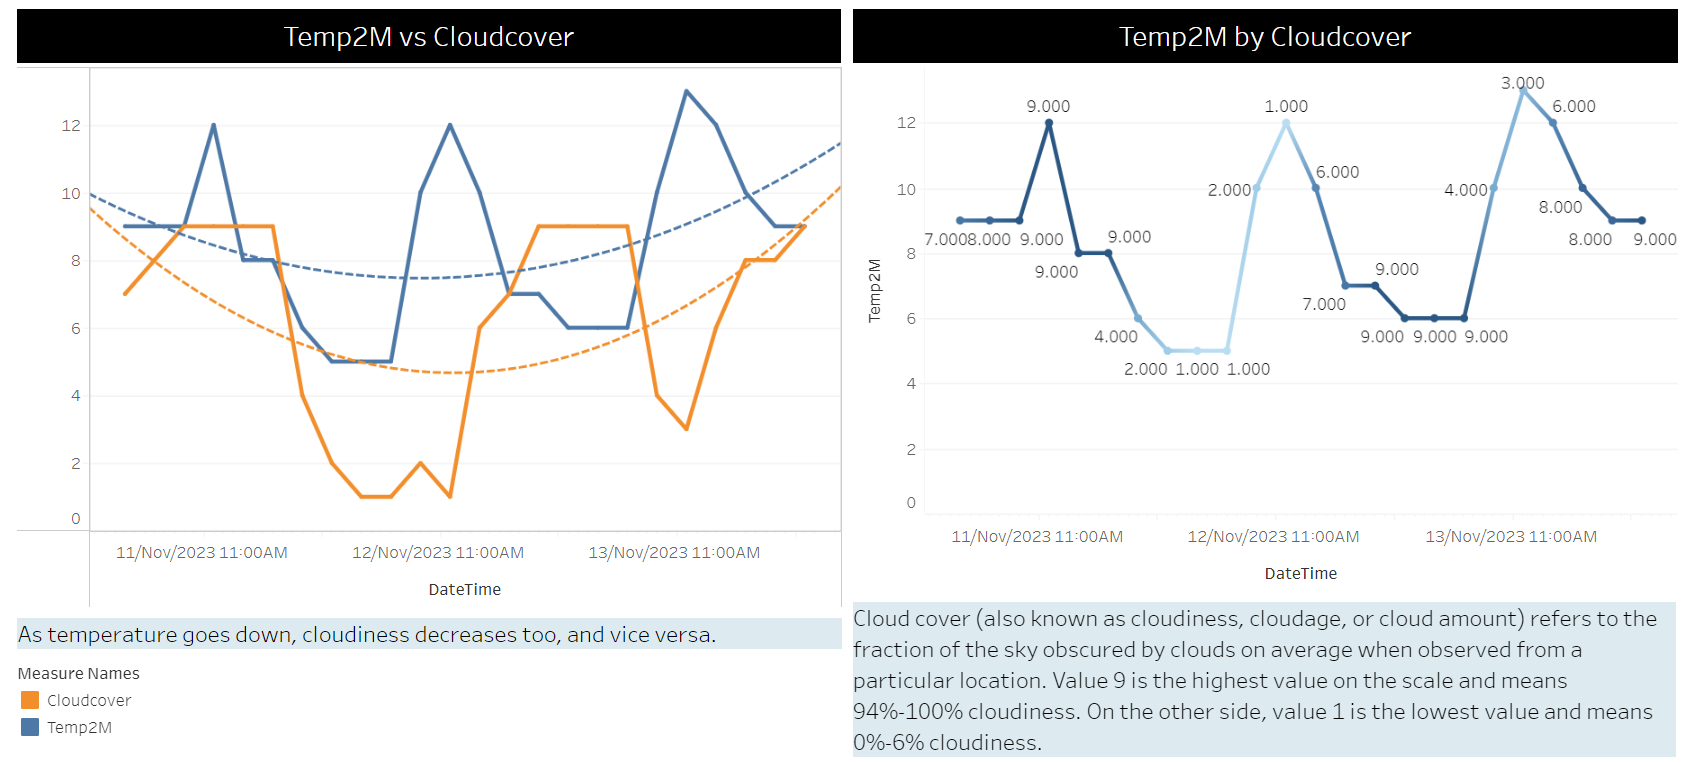 Temp2M vs Cloudcover
12
10
8
6
4
2
0
11/Nov/2023 11:00AM
12/Nov/2023 11:00AM
13/Nov/2023 11:00AM
DateTime
As temperature goes down, cloudiness decreases too, and vice versa.
Measure Names
Cloudcover
Temp2M
Temp2M by Cloudcover
Temp2M
12
10
8
6
4
2
0
7.000
8.000
9.000
9.000
9.000
9.000
4.000
2.000
1.000
1.000
2.000
1.000
6.000
7.000
9.000
9.000
9.000
9.000
4.000
3.000
6.000
8.000
8.000
9.000
11/Nov/2023 11:00AM
12/Nov/2023 11:00AM
13/Nov/2023 11:00AM
DateTime
Cloud cover (also known as cloudiness, cloudage, or cloud amount) refers to the
fraction of the sky obscured by clouds on average when observed from a
particular location. Value 9 is the highest value on the scale and means
94%-100% cloudiness. On the other side, value 1 is the lowest value and means
0%-6% cloudiness.